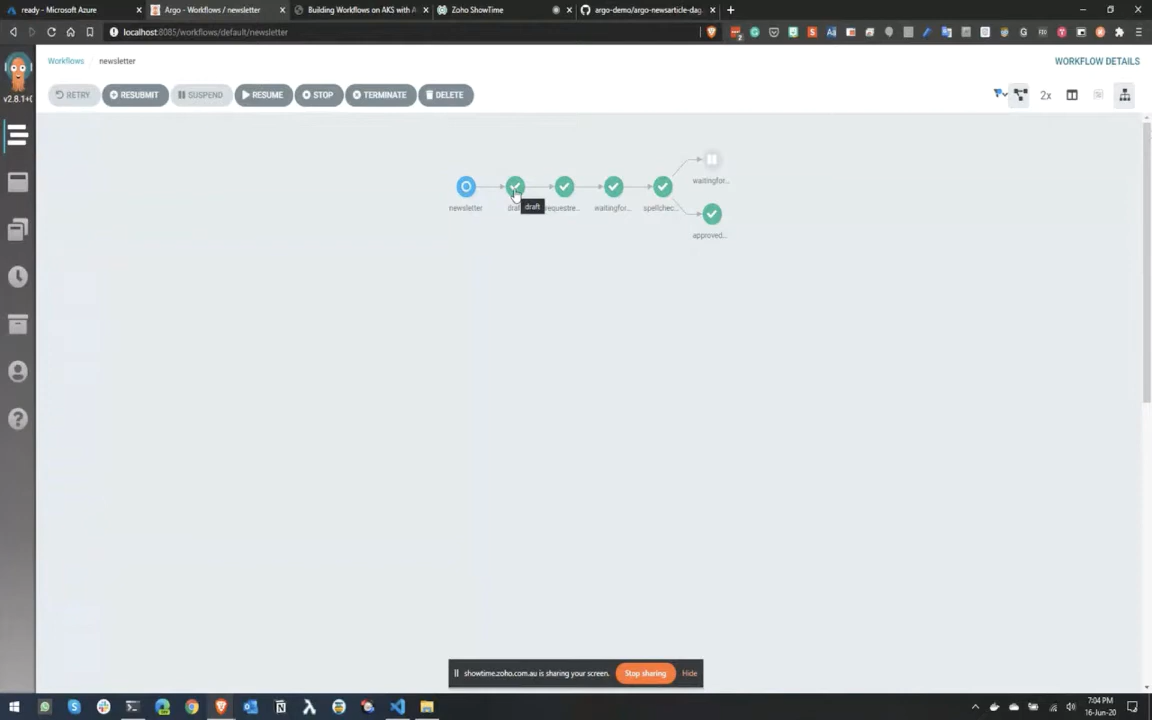 ready - Microsoft Azure
Argo - Workflows / newsletter
Building Workflows on AKS with A
Zoho ShowTime
argo-demo/argo-newsarticle-dag.
localhost:8085/workflows/default/newsletter
Workflows
newsletter
WORKFLOW DETAILS
v2.8.1+0
RETRY
RESUBMIT
SUSPEND
RESUME
STOP
TERMINATE
DELETE
2x
newsletter
draf
draft
requestre...
waitingfor...
spellchec...
waitingfor...
approved...
showtime.zoho.com.au is sharing your screen.
Stop sharing
Hide
7:04 PM
16-Jun-20